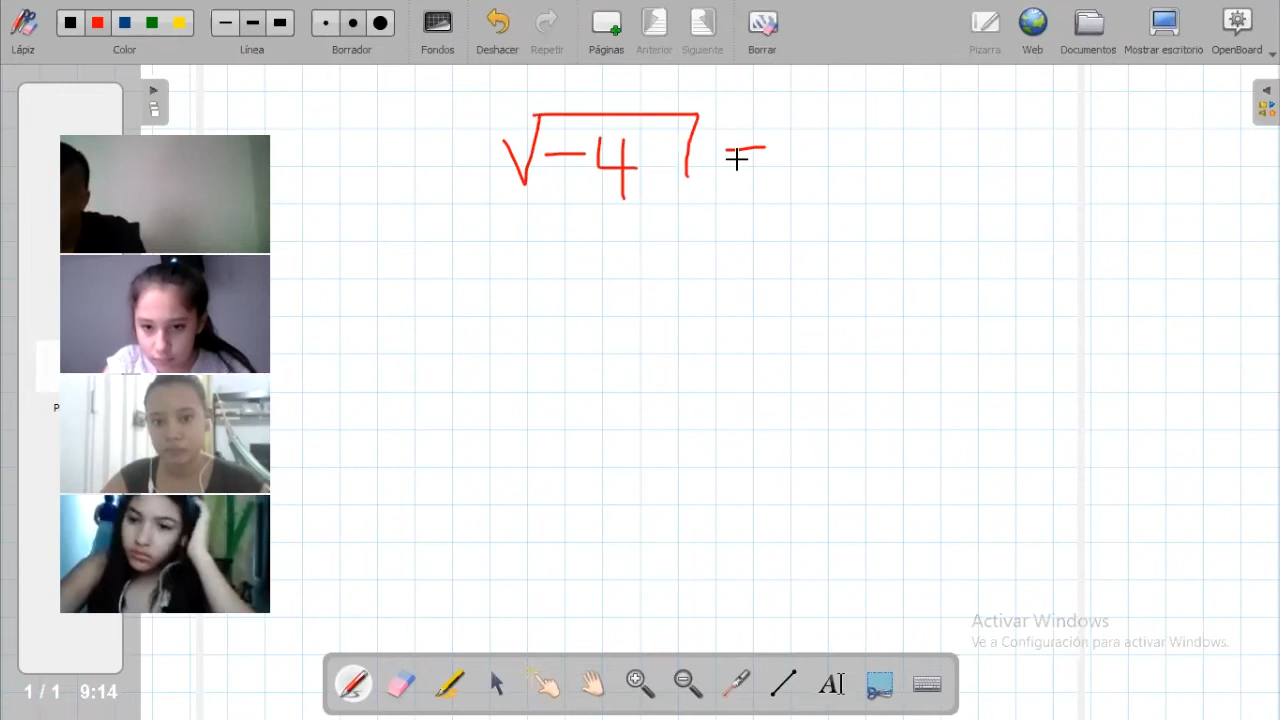 Lápiz Color Línea Borrador Fondos Deshacer Repetir Páginas Anterior Siguiente Borrar Pizarra Web Documentos Mostrar escritorio OpenBoard
√-4 =
P
Activar Windows
Ve a Configuración para activar Windows.
1 / 1 9:14
A